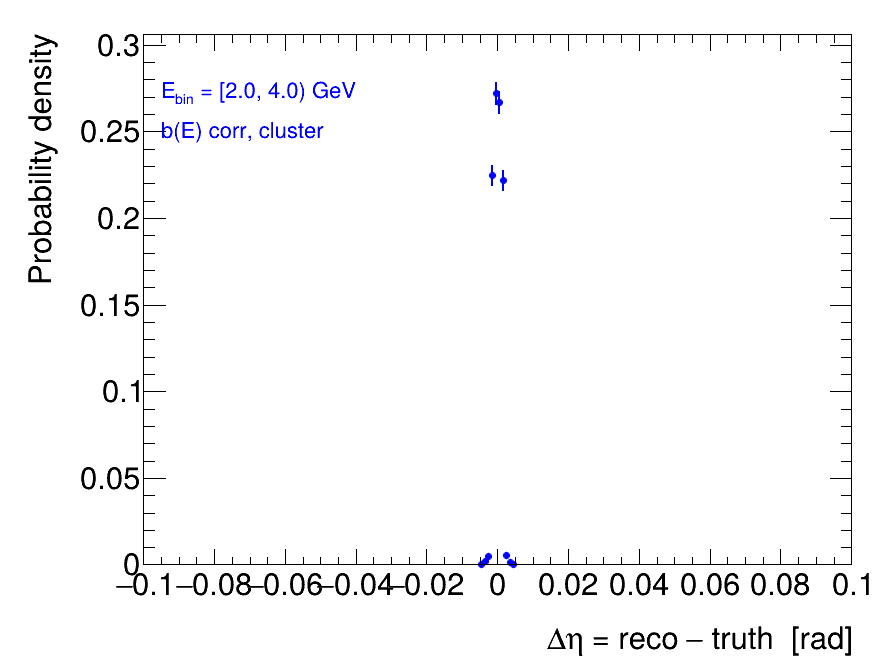 Probability density
0.3
0.25
0.2
0.15
0.1
0.05
0
E_bin = [2.0, 4.0) GeV
b(E) corr, cluster
−0.1 −0.08 −0.06 −0.04 −0.02 0 0.02 0.04 0.06 0.08 0.1
Δη = reco − truth [rad]